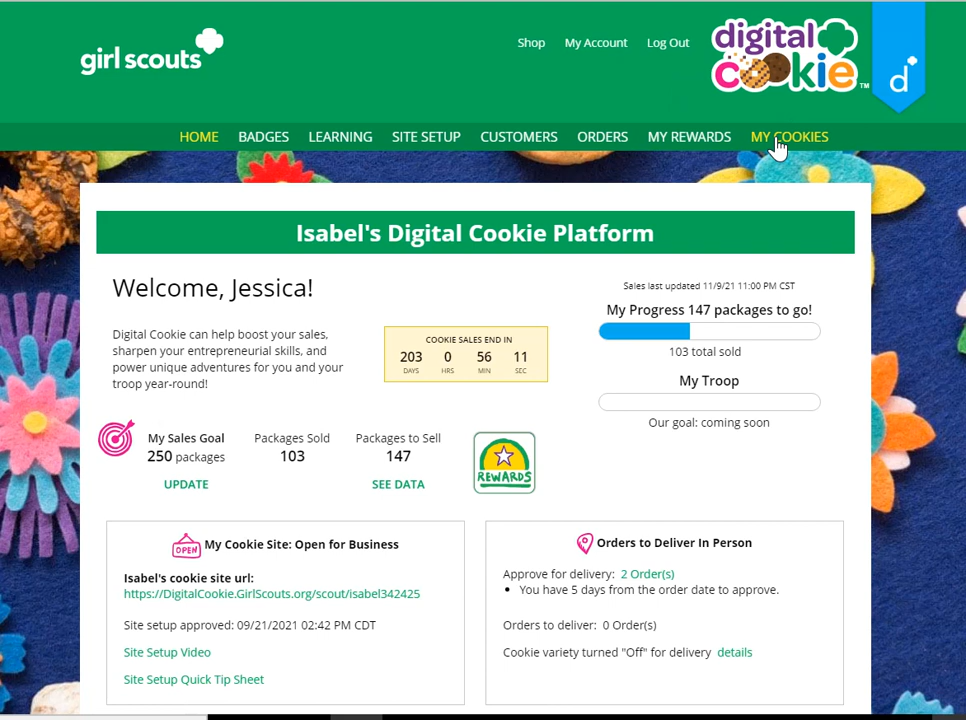 girl scouts
Shop My Account Log Out
digital cookie TM
d
HOME BADGES LEARNING SITE SETUP CUSTOMERS ORDERS MY REWARDS MY COOKIES
Isabel's Digital Cookie Platform
Welcome, Jessica!
Digital Cookie can help boost your sales,
sharpen your entrepreneurial skills, and
power unique adventures for you and your
troop year-round!
COOKIE SALES END IN
203 0 56 11
DAYS HRS MIN SEC
Sales last updated 11/9/21 11:00 PM CST
My Progress 147 packages to go!
103 total sold
My Troop
Our goal: coming soon
My Sales Goal Packages Sold Packages to Sell
250 packages 103 147
UPDATE SEE DATA
REWARDS
OPEN My Cookie Site: Open for Business
Isabel's cookie site url:
https://DigitalCookie.GirlScouts.org/scout/isabel342425
Site setup approved: 09/21/2021 02:42 PM CDT
Site Setup Video
Site Setup Quick Tip Sheet
Orders to Deliver In Person
Approve for delivery: 2 Order(s)
• You have 5 days from the order date to approve.
Orders to deliver: 0 Order(s)
Cookie variety turned "Off" for delivery details